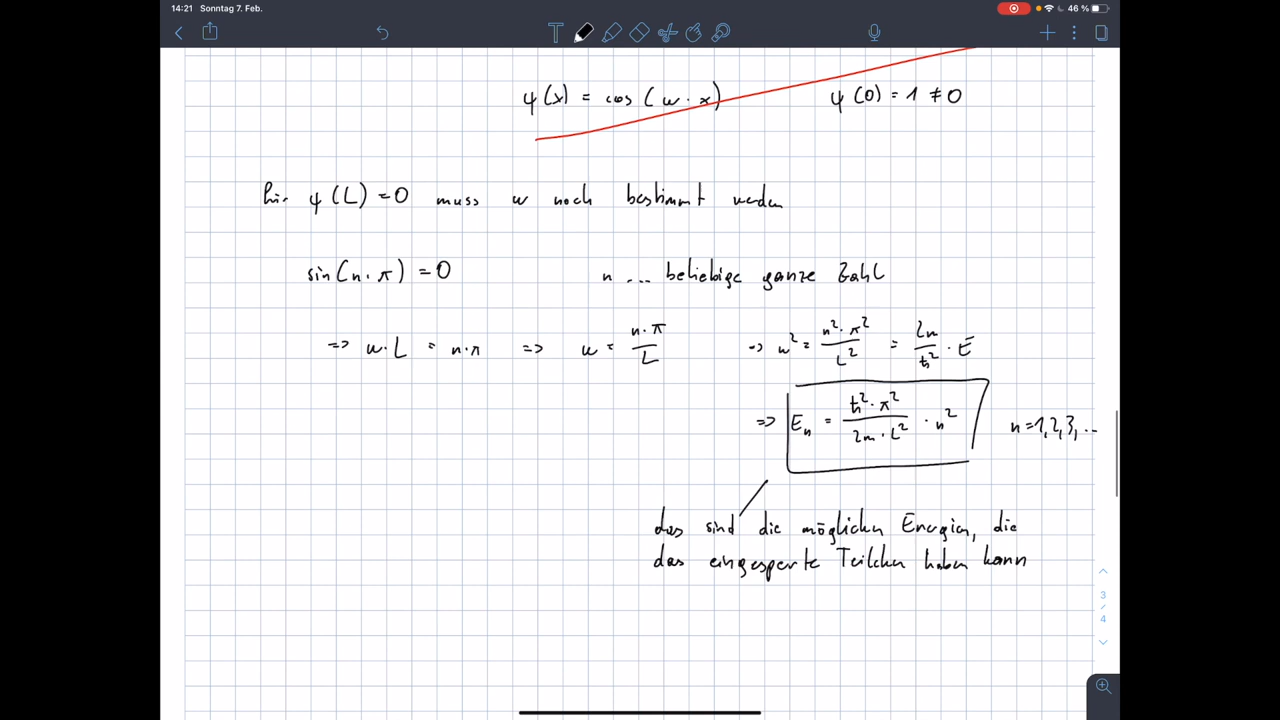 14:21 Sonntag 7. Feb. 46 %
ψ(x) = cos(w · x) ψ(0) = 1 ≠ 0
für ψ(L) = 0 muss w noch bestimmt werden
sin(n · π) = 0 n ... beliebige ganze Zahl
=> w · L = n · π => w = n · π / L => w² = n² · π² / L² = 2m / ħ² · E
=> Eₙ = ħ² · π² / 2m · L² · n² n = 1, 2, 3, ...
das sind die möglichen Energien, die
das eingesperrte Teilchen haben kann
3
/
4